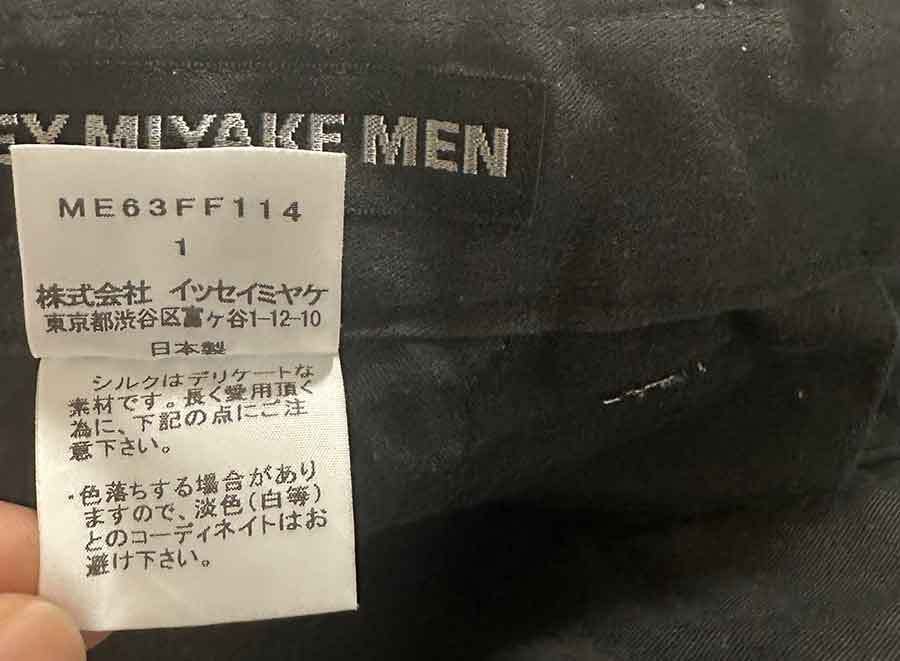 EY MIYAKE MEN
ME63FF114
1
株式会社 イッセイミヤケ
東京都渋谷区富ヶ谷1-12-10
日本製
シルクはデリケートな
素材です。長く愛用頂く
為に、下記の点にご注
意下さい。
・色落ちする場合があり
ますので、淡色(白等)
とのコーディネイトはお
避け下さい。